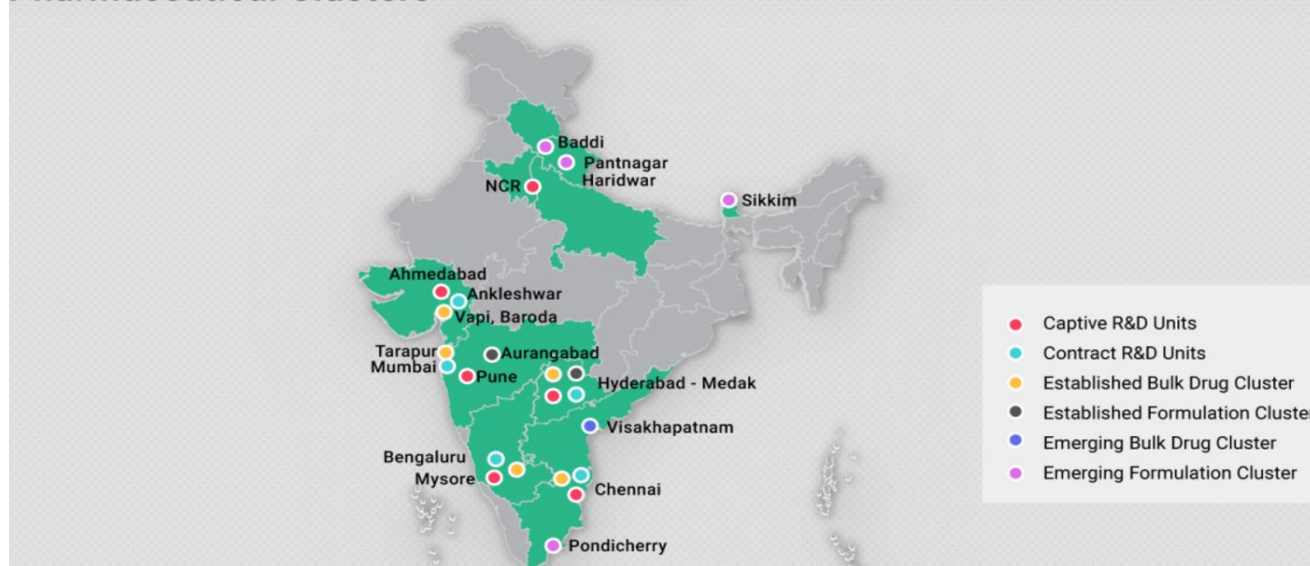 Pharmaceutical Clusters
Baddi
Pantnagar
Haridwar
NCR
Sikkim
Ahmedabad
Ankleshwar
Vapi, Baroda
Tarapur
Mumbai
Aurangabad
Pune
Hyderabad - Medak
Visakhapatnam
Bengaluru
Mysore
Chennai
Pondicherry
Captive R&D Units
Contract R&D Units
Established Bulk Drug Cluster
Established Formulation Cluster
Emerging Bulk Drug Cluster
Emerging Formulation Cluster